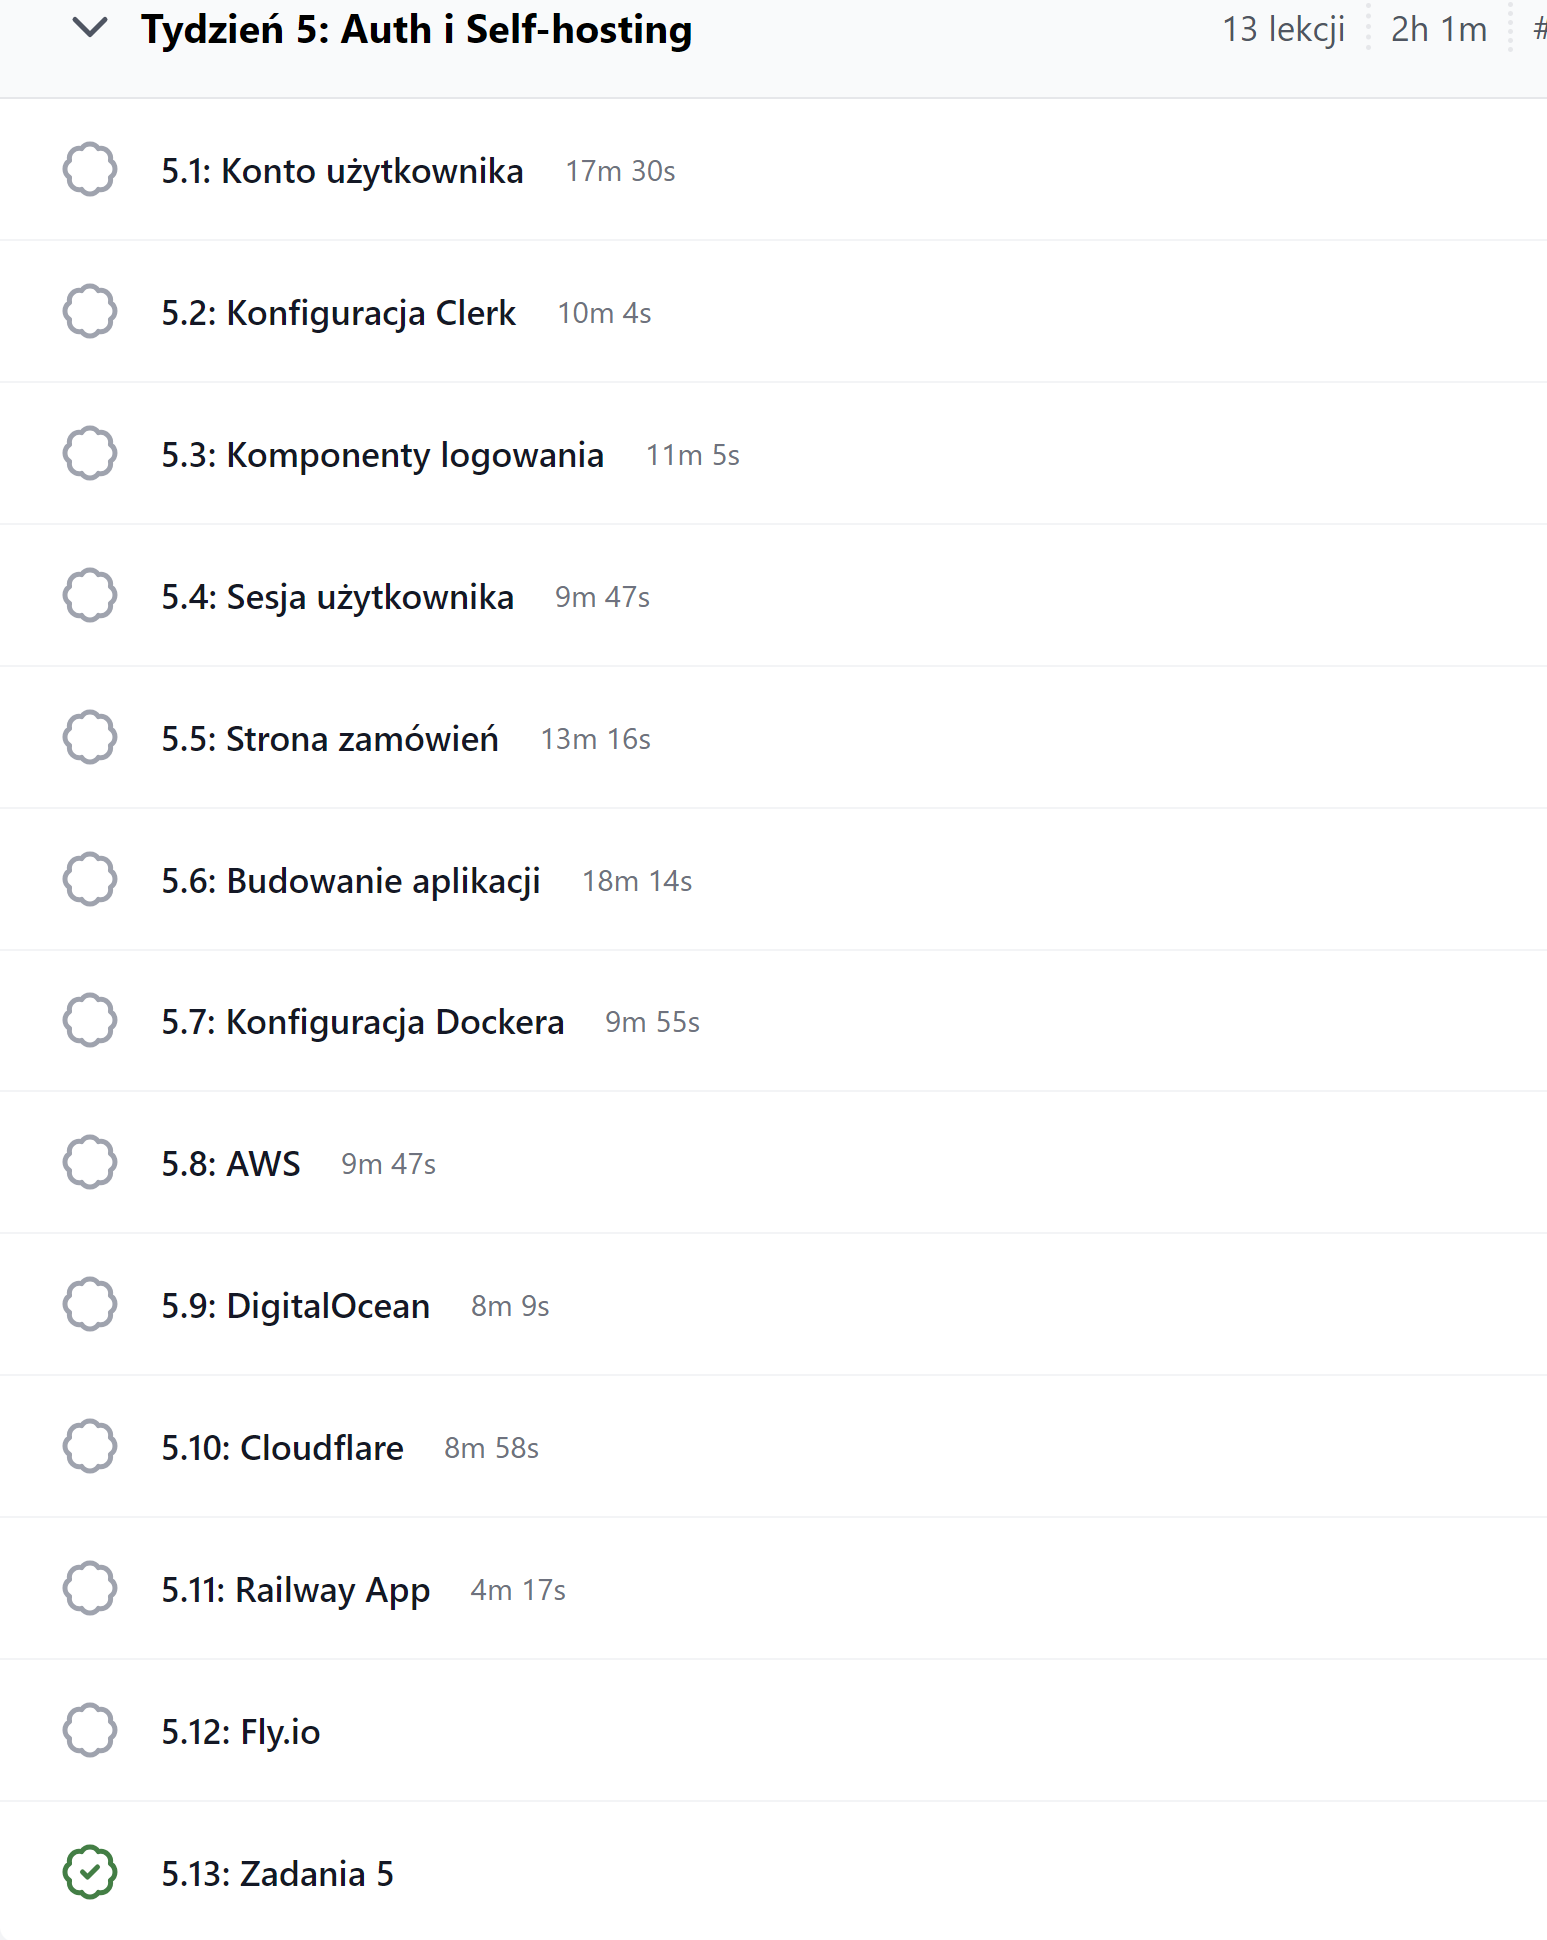 Tydzień 5: Auth i Self-hosting 13 lekcji 2h 1m #
5.1: Konto użytkownika 17m 30s
5.2: Konfiguracja Clerk 10m 4s
5.3: Komponenty logowania 11m 5s
5.4: Sesja użytkownika 9m 47s
5.5: Strona zamówień 13m 16s
5.6: Budowanie aplikacji 18m 14s
5.7: Konfiguracja Dockera 9m 55s
5.8: AWS 9m 47s
5.9: DigitalOcean 8m 9s
5.10: Cloudflare 8m 58s
5.11: Railway App 4m 17s
5.12: Fly.io
5.13: Zadania 5